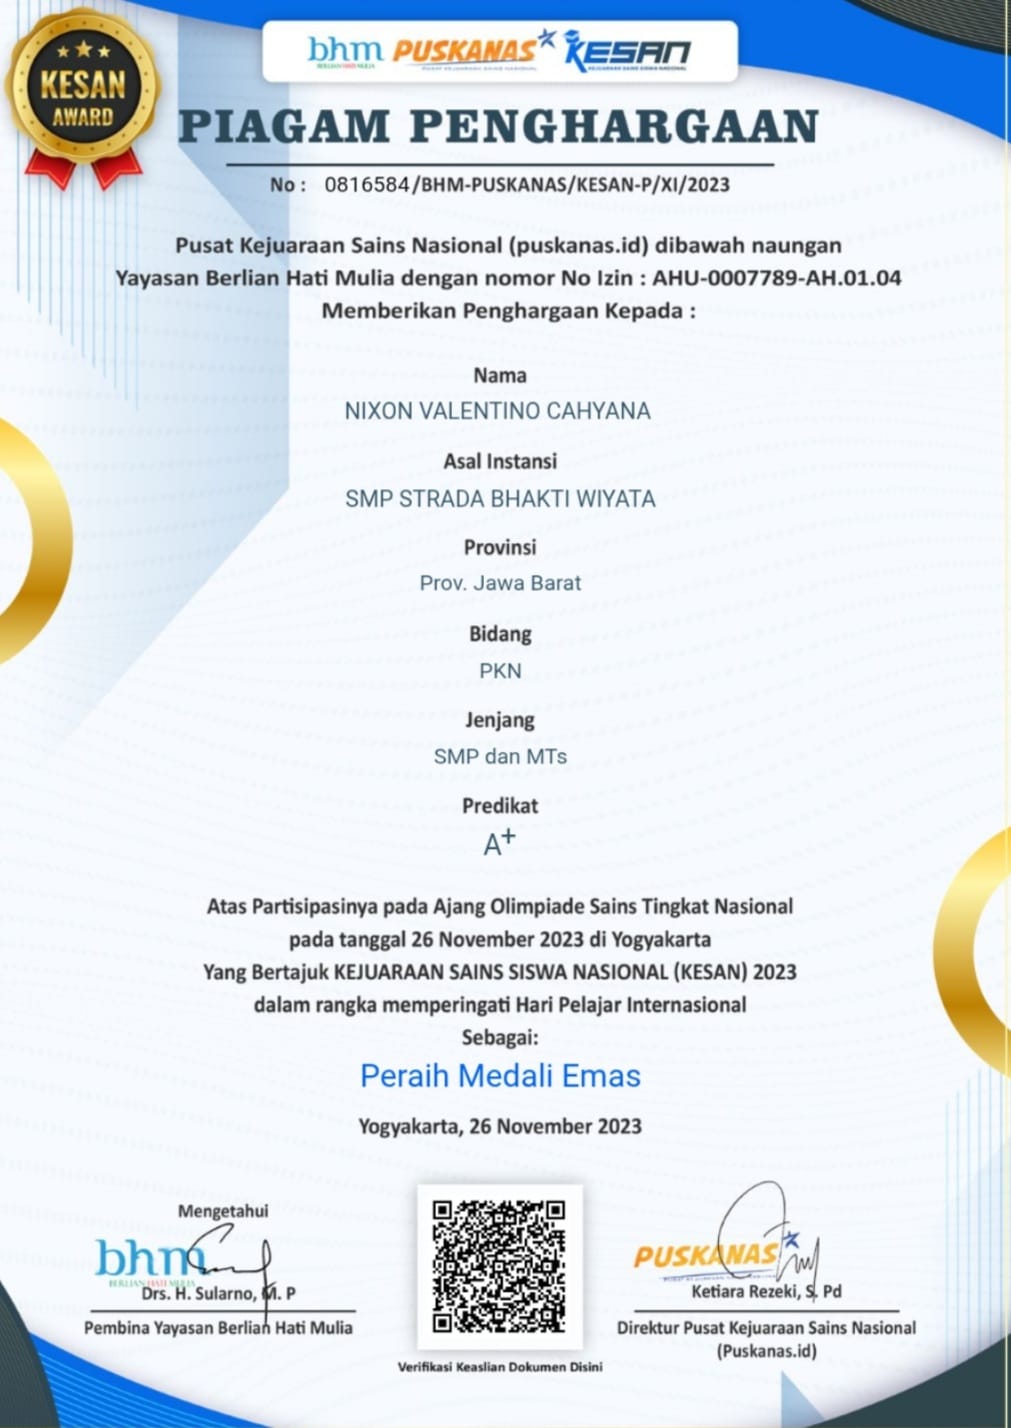 KESAN
AWARD
bhm PUSKANAS KESAN
BERLIAN HATI MULIA PUSAT KEJUARAAN SAINS NASIONAL KEJUARAAN SAINS SISWA NASIONAL
PIAGAM PENGHARGAAN
No : 0816584/BHM-PUSKANAS/KESAN-P/XI/2023
Pusat Kejuaraan Sains Nasional (puskanas.id) dibawah naungan
Yayasan Berlian Hati Mulia dengan nomor No Izin : AHU-0007789-AH.01.04
Memberikan Penghargaan Kepada :
Nama
NIXON VALENTINO CAHYANA
Asal Instansi
SMP STRADA BHAKTI WIYATA
Provinsi
Prov. Jawa Barat
Bidang
PKN
Jenjang
SMP dan MTs
Predikat
A+
Atas Partisipasinya pada Ajang Olimpiade Sains Tingkat Nasional
pada tanggal 26 November 2023 di Yogyakarta
Yang Bertajuk KEJUARAAN SAINS SISWA NASIONAL (KESAN) 2023
dalam rangka memperingati Hari Pelajar Internasional
Sebagai:
Peraih Medali Emas
Yogyakarta, 26 November 2023
Mengetahui
bhm
BERLIAN HATI MULIA
Drs. H. Sularno, M. P
Pembina Yayasan Berlian Hati Mulia
Verifikasi Keaslian Dokumen Disini
PUSKANAS
PUSAT KEJUARAAN SAINS NASIONAL
Ketiara Rezeki, S. Pd
Direktur Pusat Kejuaraan Sains Nasional
(Puskanas.id)